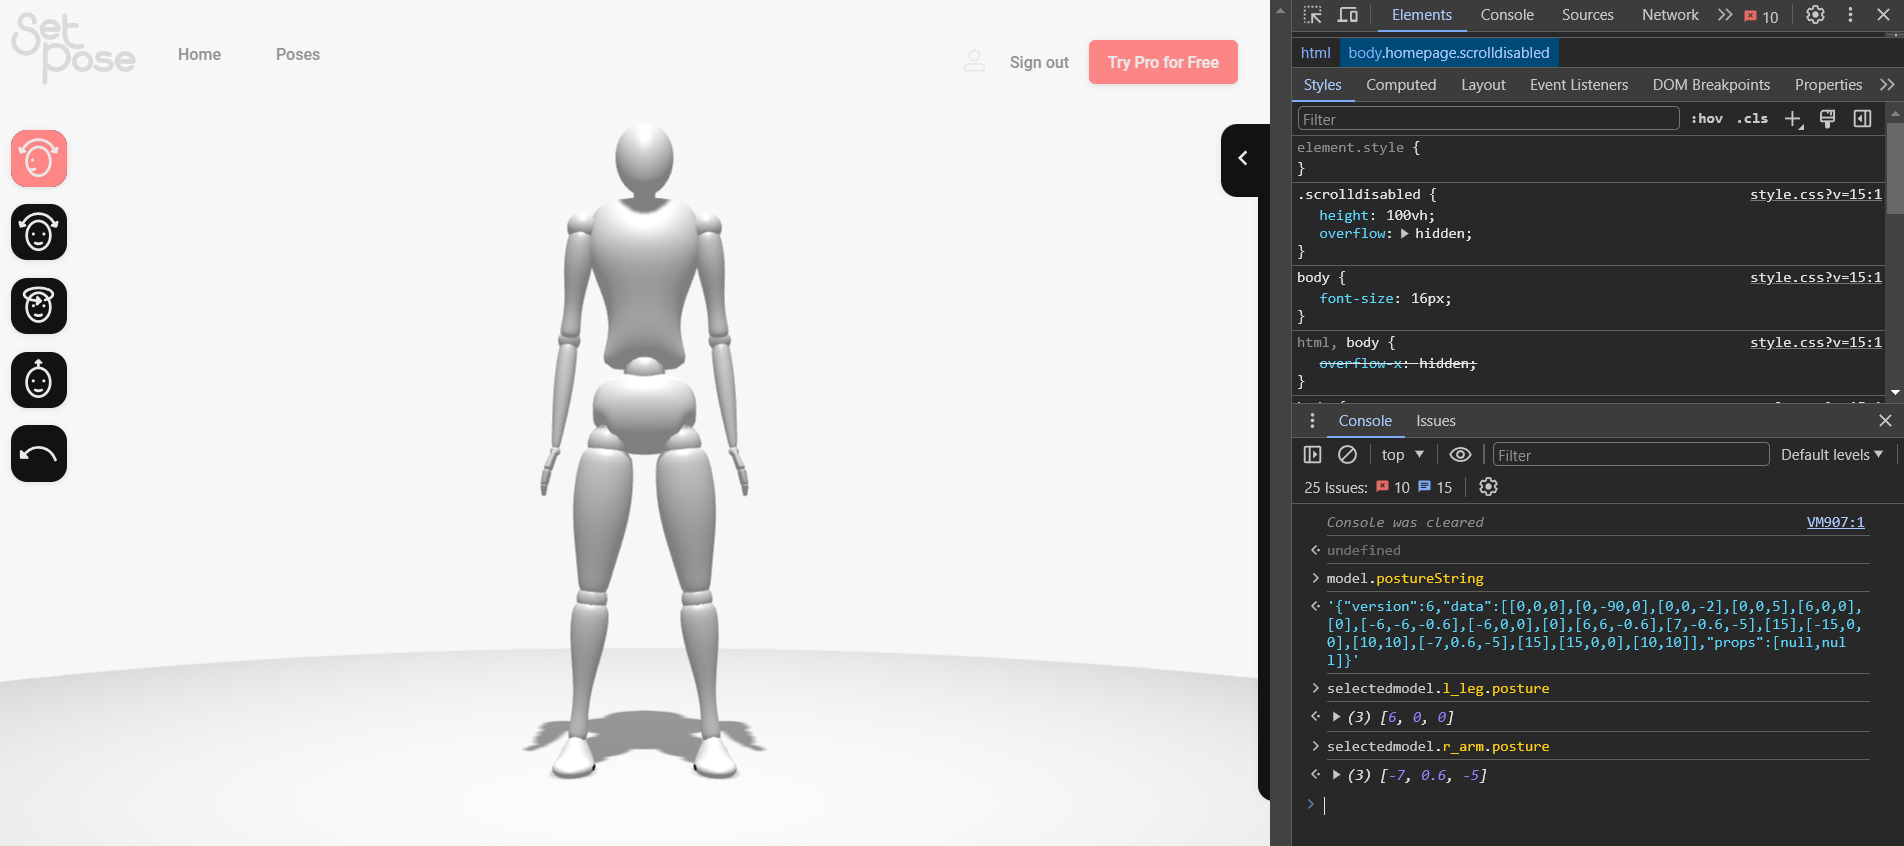 Set
Pose
Home
Poses
Sign out
Try Pro for Free
Elements
Console
Sources
Network
10
html
body.homepage.scrolldisabled
Styles
Computed
Layout
Event Listeners
DOM Breakpoints
Properties
Filter
:hov
.cls
element.style {
}
.scrolldisabled {
style.css?v=15:1
height: 100vh;
overflow: hidden;
}
body {
style.css?v=15:1
font-size: 16px;
}
html, body {
style.css?v=15:1
overflow-x: hidden;
}
Console
Issues
top
Filter
Default levels
25 Issues:
10
15
Console was cleared
VM907:1
undefined
model.postureString
'{"version":6,"data":[[0,0,0],[0,-90,0],[0,0,-2],[0,0,5],[6,0,0],
[0],[-6,-6,-0.6],[-6,0,0],[0],[6,6,-0.6],[7,-0.6,-5],[15],[-15,0,
0],[10,10],[-7,0.6,-5],[15],[15,0,0],[10,10]],"props":[null,nul
l]}'
selectedmodel.l_leg.posture
(3) [6, 0, 0]
selectedmodel.r_arm.posture
(3) [-7, 0.6, -5]